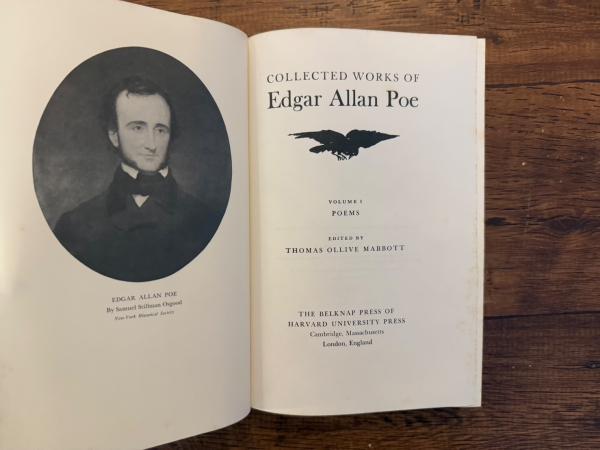 EDGAR ALLAN POE
By Samuel Stillman Osgood
New-York Historical Society
COLLECTED WORKS OF
Edgar Allan Poe
VOLUME I
POEMS
EDITED BY
THOMAS OLLIVE MABBOTT
THE BELKNAP PRESS OF
HARVARD UNIVERSITY PRESS
Cambridge, Massachusetts
London, England